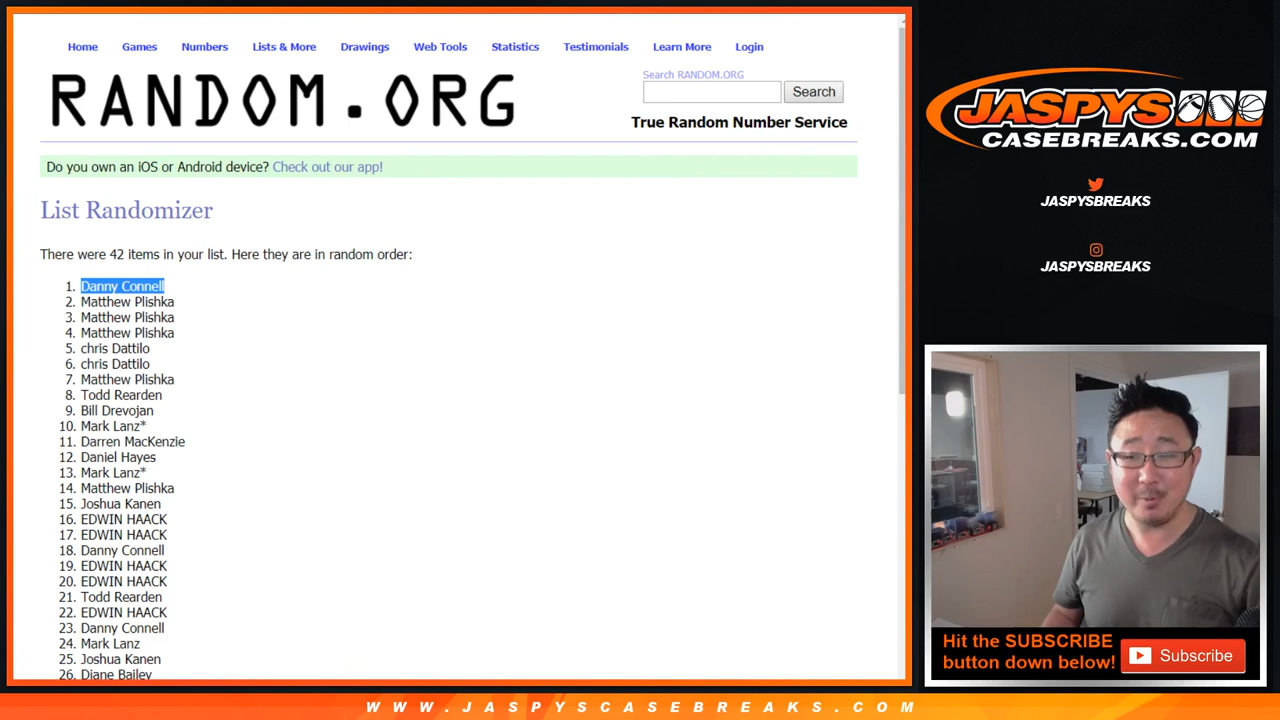 Home Games Numbers Lists & More Drawings Web Tools Statistics Testimonials Learn More Login
RANDOM.ORG
Search RANDOM.ORG
Search
True Random Number Service
Do you own an iOS or Android device? Check out our app!
List Randomizer
There were 42 items in your list. Here they are in random order:
1. Danny Connell
2. Matthew Plishka
3. Matthew Plishka
4. Matthew Plishka
5. chris Dattilo
6. chris Dattilo
7. Matthew Plishka
8. Todd Rearden
9. Bill Drevojan
10. Mark Lanz*
11. Darren MacKenzie
12. Daniel Hayes
13. Mark Lanz*
14. Matthew Plishka
15. Joshua Kanen
16. EDWIN HAACK
17. EDWIN HAACK
18. Danny Connell
19. EDWIN HAACK
20. EDWIN HAACK
21. Todd Rearden
22. EDWIN HAACK
23. Danny Connell
24. Mark Lanz
25. Joshua Kanen
26. Diane Bailey
JASPYS
CASEBREAKS.COM
JASPYSBREAKS
JASPYSBREAKS
Hit the SUBSCRIBE
button down below!
Subscribe
WWW.JASPYSCASEBREAKS.COM